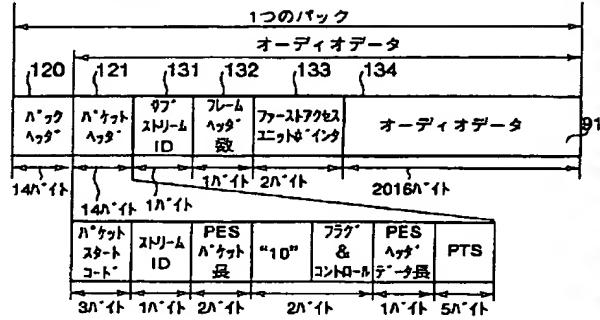 1つのパック
オーディオデータ
120 121 131 132 133 134
パックヘッダ
パケットヘッダ
サブストリームID
フレームヘッダ数
ファーストアクセスユニットポインタ
オーディオデータ
91
14バイト
14バイト
1バイト
1バイト
2バイト
2016バイト
パケットスタートコード
ストリームID
PESパケット長
“10”
フラグ&コントロール
PESヘッダデータ長
PTS
3バイト
1バイト
2バイト
2バイト
1バイト
5バイト